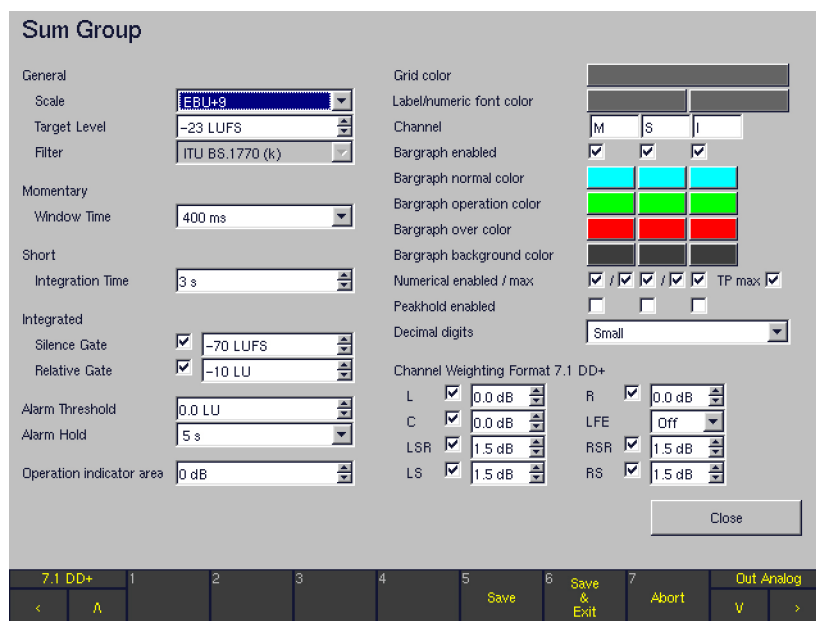 Sum Group
General
Scale EBU+9
Target Level -23 LUFS
Filter ITU BS.1770 (k)
Momentary
Window Time 400 ms
Short
Integration Time 3 s
Integrated
Silence Gate -70 LUFS
Relative Gate -10 LU
Alarm Threshold 0.0 LU
Alarm Hold 5 s
Operation indicator area 0 dB
Grid color
Label/numeric font color
Channel M S I
Bargraph enabled
Bargraph normal color
Bargraph operation color
Bargraph over color
Bargraph background color
Numerical enabled / max / / TP max
Peakhold enabled
Decimal digits Small
Channel Weighting Format 7.1 DD+
L 0.0 dB R 0.0 dB
C 0.0 dB LFE Off
LSR 1.5 dB RSR 1.5 dB
LS 1.5 dB RS 1.5 dB
Close
7.1 DD+ 1 2 3 4 5 Save 6 Save & Exit 7 Abort Out Analog
< Λ V >